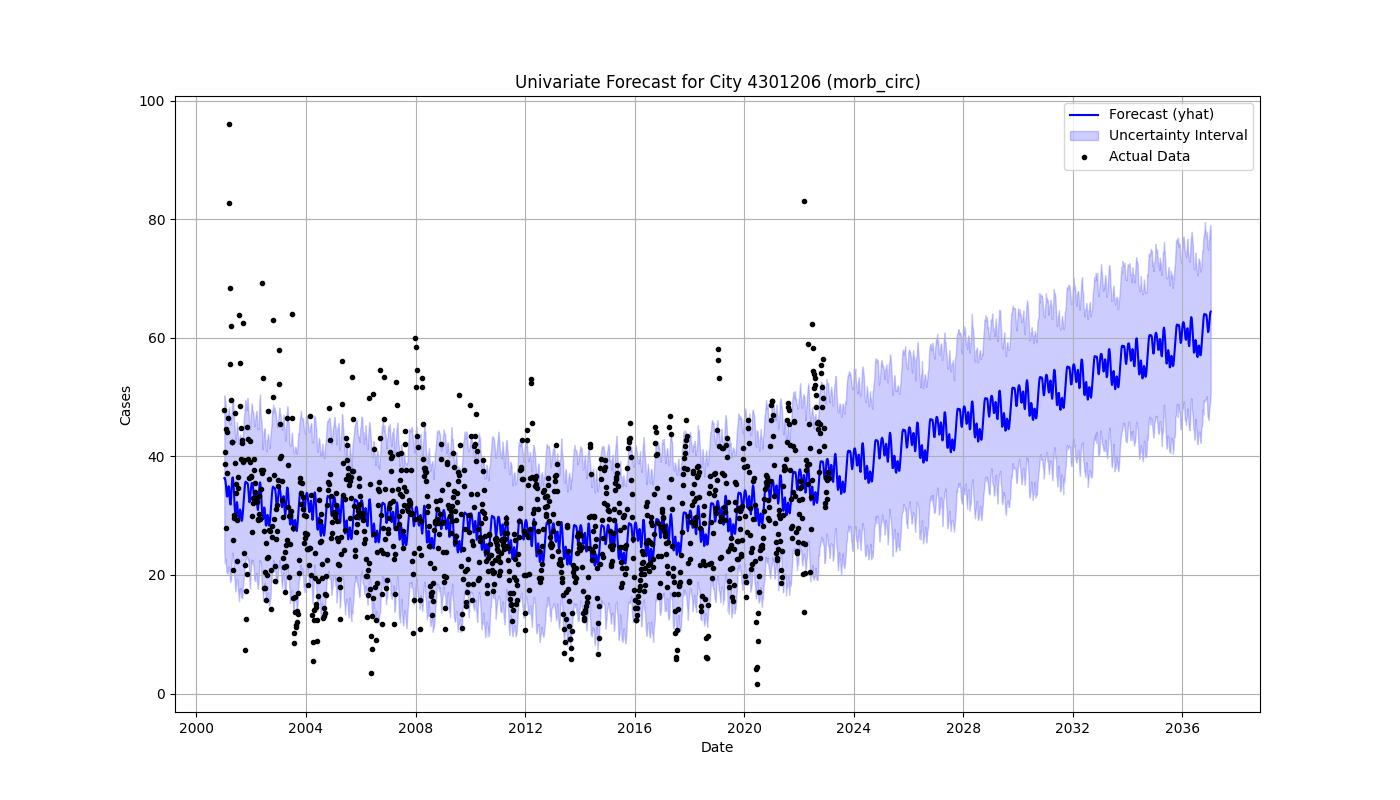 Univariate Forecast for City 4301206 (morb_circ)
Forecast (yhat)
Uncertainty Interval
Actual Data
Cases
100
80
60
40
20
0
2000 2004 2008 2012 2016 2020 2024 2028 2032 2036
Date